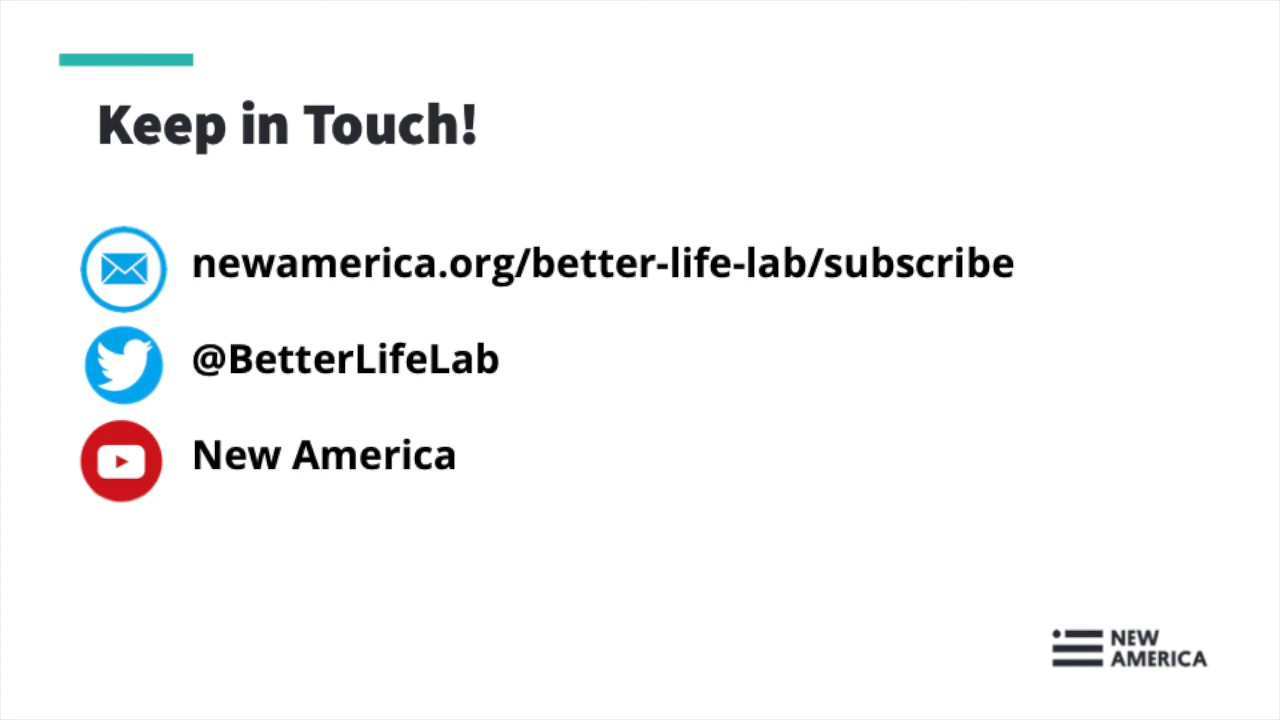 Keep in Touch!
newamerica.org/better-life-lab/subscribe
@BetterLifeLab
New America
NEW
AMERICA